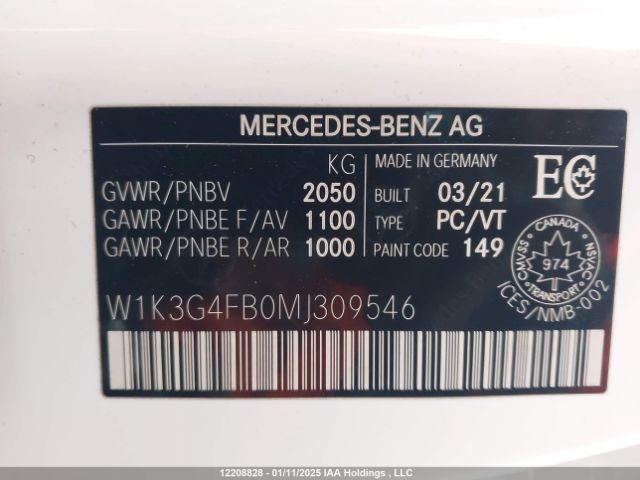 MERCEDES-BENZ AG
KG MADE IN GERMANY EC
GVWR/PNBV 2050 BUILT 03/21
GAWR/PNBE F/AV 1100 TYPE PC/VT
GAWR/PNBE R/AR 1000 PAINT CODE 149
CANADA
CMVSS 974 NSVAC
TRANSPORT
ICES/NMB-002
W1K3G4FB0MJ309546
12208828 - 01/11/2025 IAA Holdings , LLC